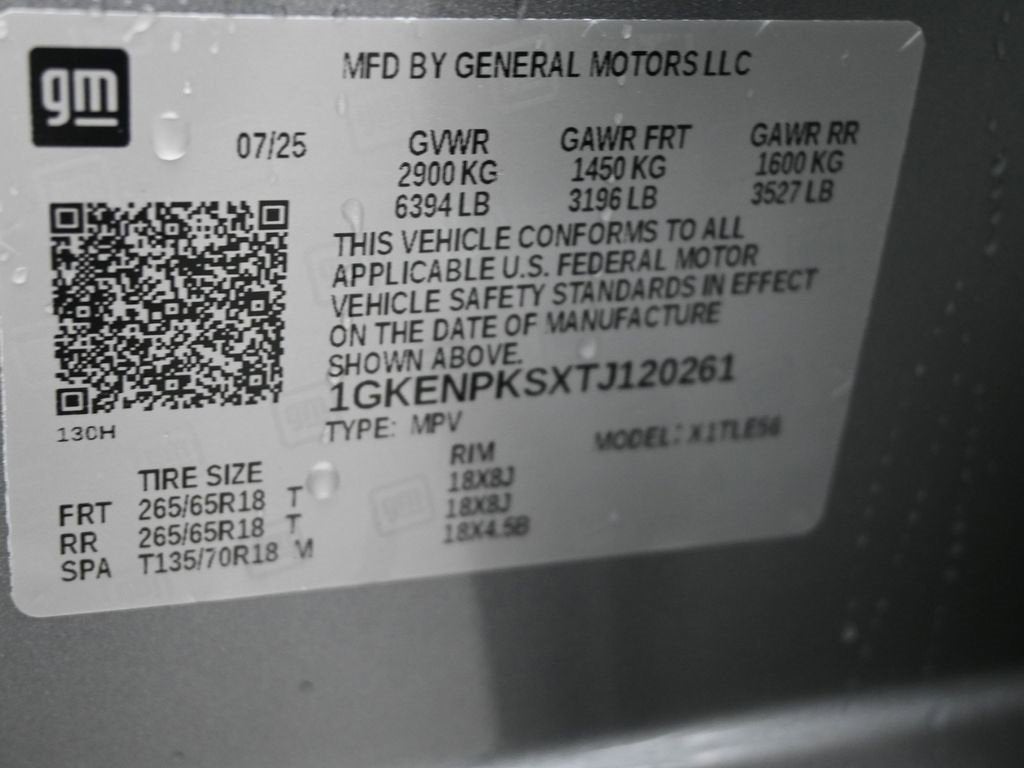 gm
MFD BY GENERAL MOTORS LLC
07/25 GVWR GAWR FRT GAWR RR
2900 KG 1450 KG 1600 KG
6394 LB 3196 LB 3527 LB
THIS VEHICLE CONFORMS TO ALL
APPLICABLE U.S. FEDERAL MOTOR
VEHICLE SAFETY STANDARDS IN EFFECT
ON THE DATE OF MANUFACTURE
SHOWN ABOVE.
1GKENPKSXTJ120261
130H
TYPE: MPV MODEL: X1TLE56
TIRE SIZE RIM
FRT 265/65R18 T 18X8J
RR 265/65R18 T 18X8J
SPA T135/70R18 M 18X4.5B